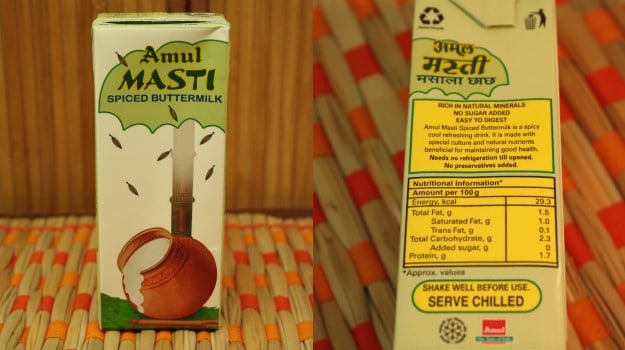 Amul
MASTI
SPICED BUTTERMILK
अमूल
मस्ती
मसाला छाछ
RICH IN NATURAL MINERALS
NO SUGAR ADDED
EASY TO DIGEST
Amul Masti Spiced Buttermilk is a spicy
cool refreshing drink. It is made with
special culture and natural nutrients
beneficial for maintaining good health.
Needs no refrigeration till opened.
No preservatives added.
Nutritional Information*
Amount per 100g
Energy, kcal 29.3
Total Fat, g 1.5
Saturated Fat, g 1.0
Trans Fat, g 0.1
Total Carbohydrate, g 2.3
Added sugar, g 0
Protein, g 1.7
*Approx. values
SHAKE WELL BEFORE USE.
SERVE CHILLED
Amul